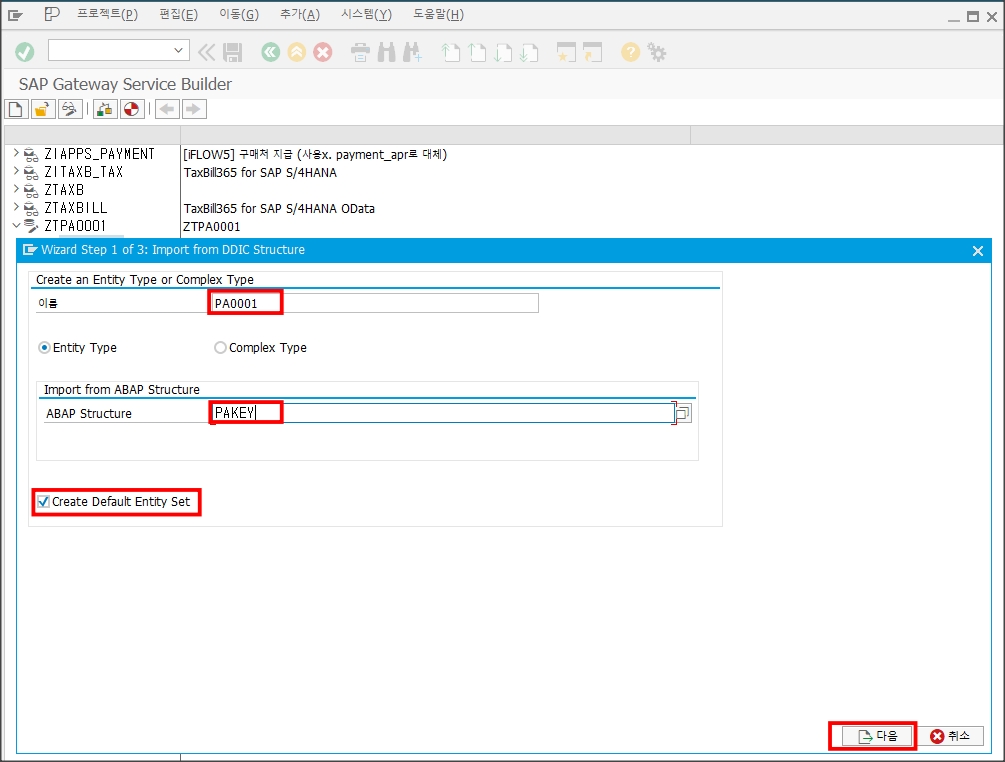 프로젝트(P) 편집(E) 이동(G) 추가(A) 시스템(Y) 도움말(H)
SAP Gateway Service Builder
ZIAPPS_PAYMENT [iFLOW5] 구매처 지급 (사용x. payment_apr로 대체)
ZITAXB_TAX TaxBill365 for SAP S/4HANA
ZTAXB
ZTAXBILL TaxBill365 for SAP S/4HANA OData
ZTPA0001 ZTPA0001
Wizard Step 1 of 3: Import from DDIC Structure
Create an Entity Type or Complex Type
이름 PA0001
Entity Type Complex Type
Import from ABAP Structure
ABAP Structure PAKEY
Create Default Entity Set
다음 취소